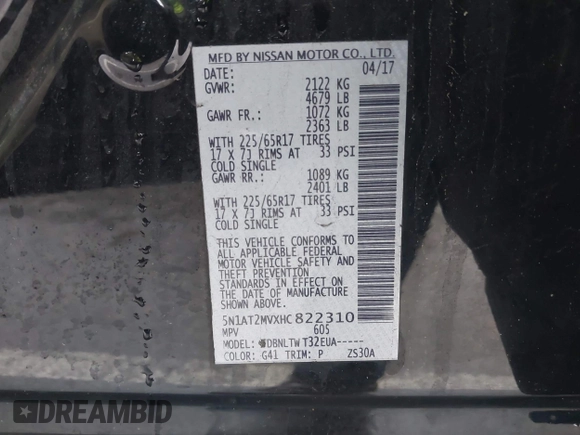 MFD BY NISSAN MOTOR CO., LTD.
DATE: 04/17
GVWR: 2122 KG
4679 LB
GAWR FR.: 1072 KG
2363 LB
WITH 225/65R17 TIRES
17 X 7J RIMS AT 33 PSI
COLD SINGLE
GAWR RR.: 1089 KG
2401 LB
WITH 225/65R17 TIRES
17 X 7J RIMS AT 33 PSI
COLD SINGLE
THIS VEHICLE CONFORMS TO
ALL APPLICABLE FEDERAL
MOTOR VEHICLE SAFETY AND
THEFT PREVENTION
STANDARDS IN EFFECT ON
THE DATE OF MANUFACTURE
SHOWN ABOVE.
5N1AT2MVXHC822310
MPV 605
MODEL: *DBNLTW T32EUA-----
COLOR: G41 TRIM: P ZS30A
DREAMBID